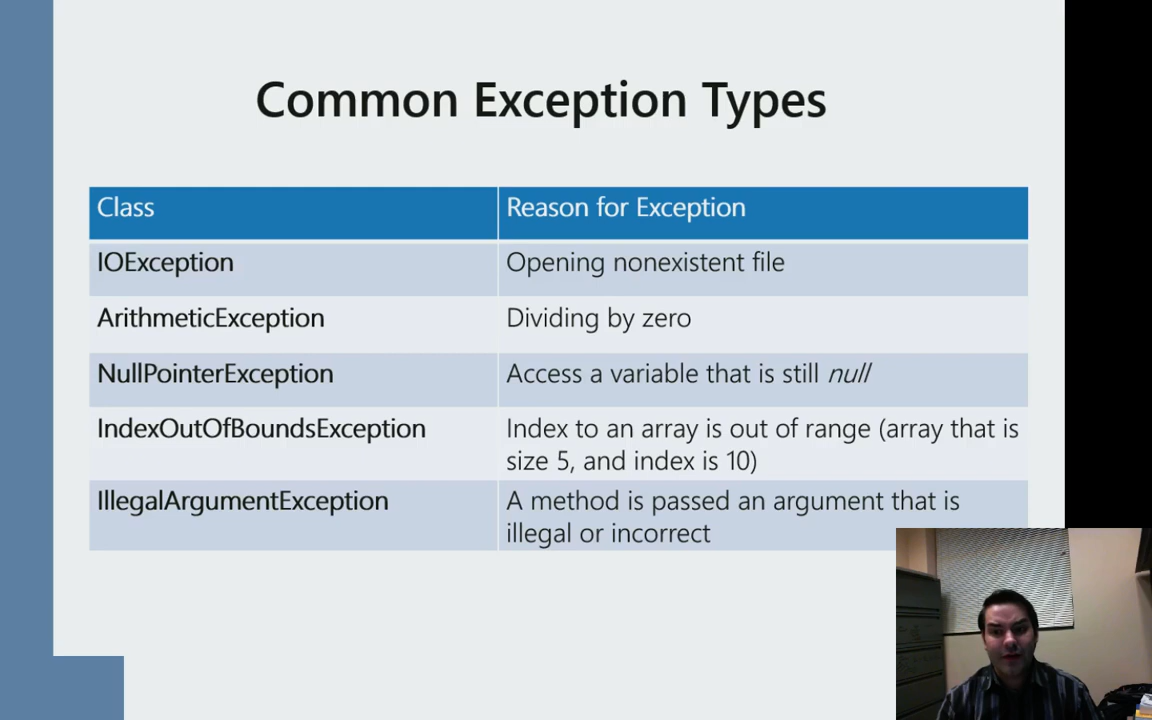 Common Exception Types
Class
Reason for Exception
IOException
Opening nonexistent file
ArithmeticException
Dividing by zero
NullPointerException
Access a variable that is still null
IndexOutOfBoundsException
Index to an array is out of range (array that is
size 5, and index is 10)
IllegalArgumentException
A method is passed an argument that is
illegal or incorrect